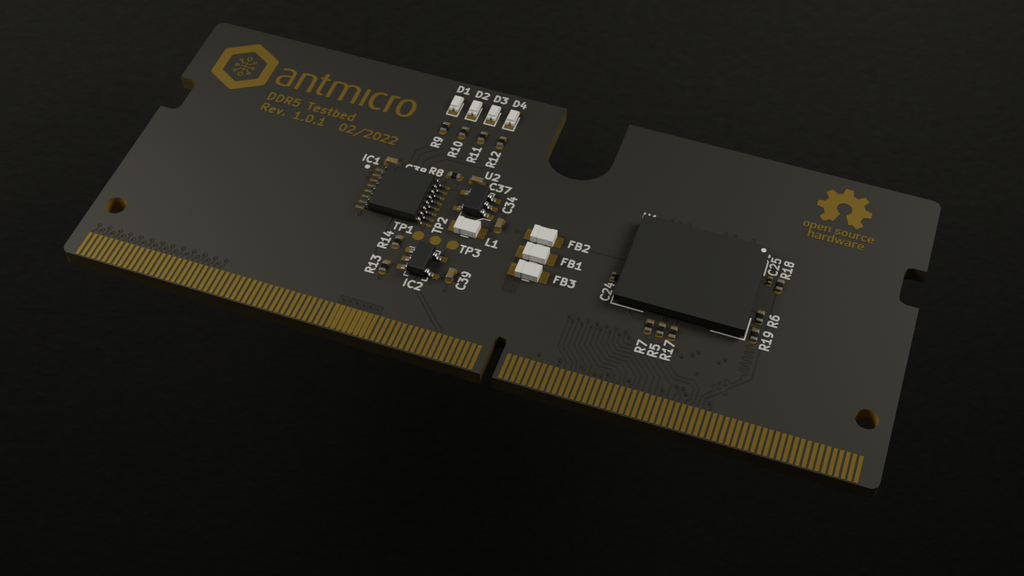 antmicro
DDR5 Testbed
Rev. 1.0.1 02/2022
D1 D2 D3 D4
R9 R10 R11 R12
IC1
R8
U2
C37
C34
TP1
TP2
TP3
L1
R14
R13
IC2
C39
FB2
FB1
FB3
C24
R7
R5
R17
C25
R18
R6
R19
open source
hardware